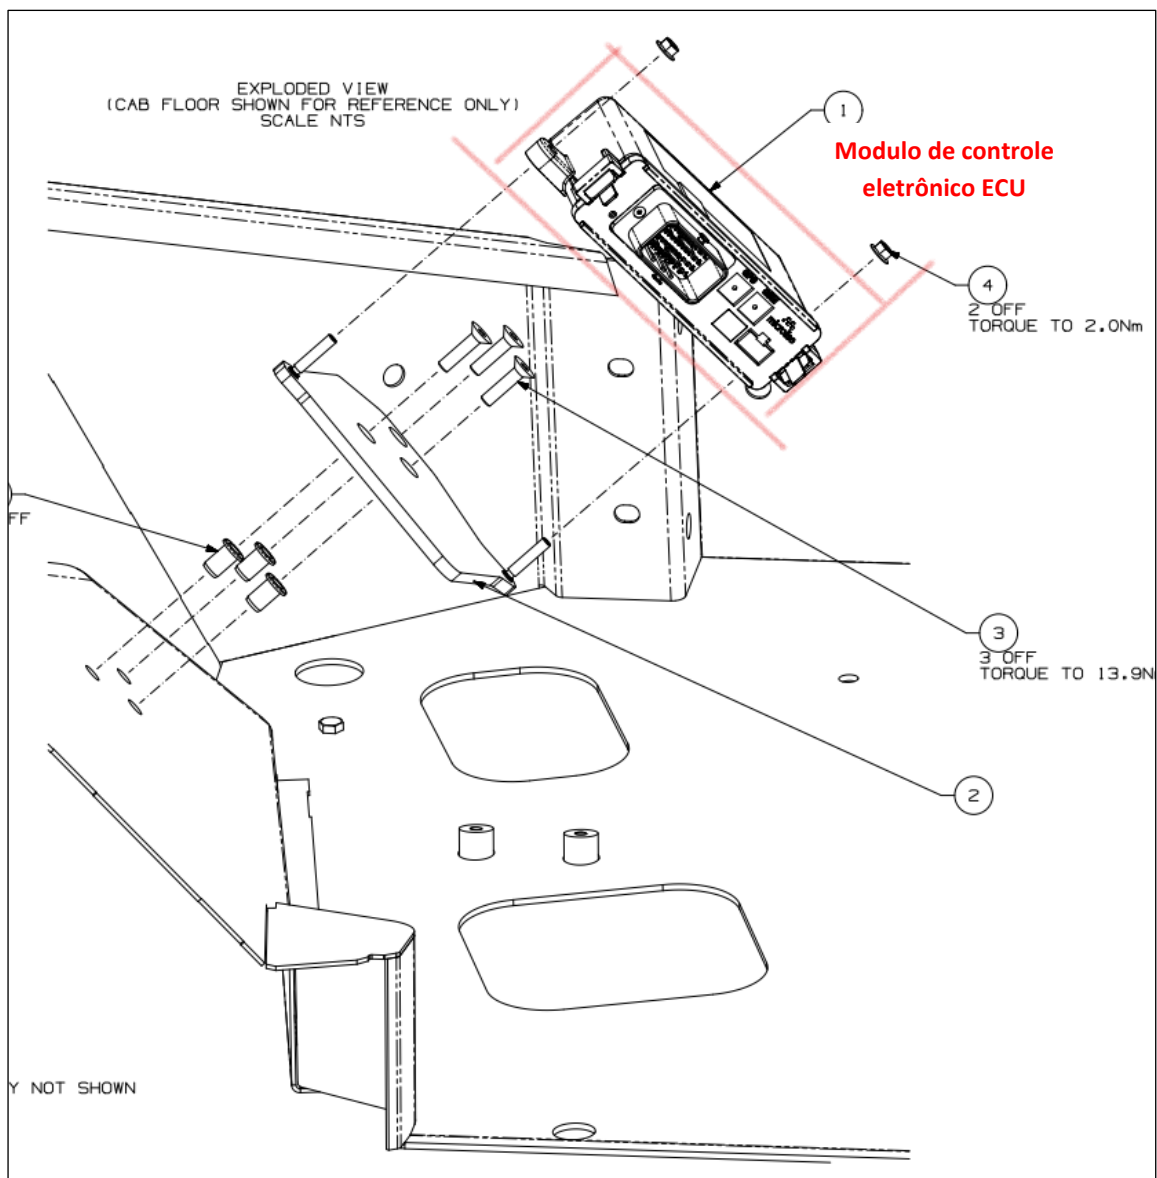 EXPLODED VIEW
(CAB FLOOR SHOWN FOR REFERENCE ONLY)
SCALE NTS
1
Modulo de controle
eletrônico ECU
4
2 OFF
TORQUE TO 2.0Nm
FF
3
3 OFF
TORQUE TO 13.9N
2
Y NOT SHOWN